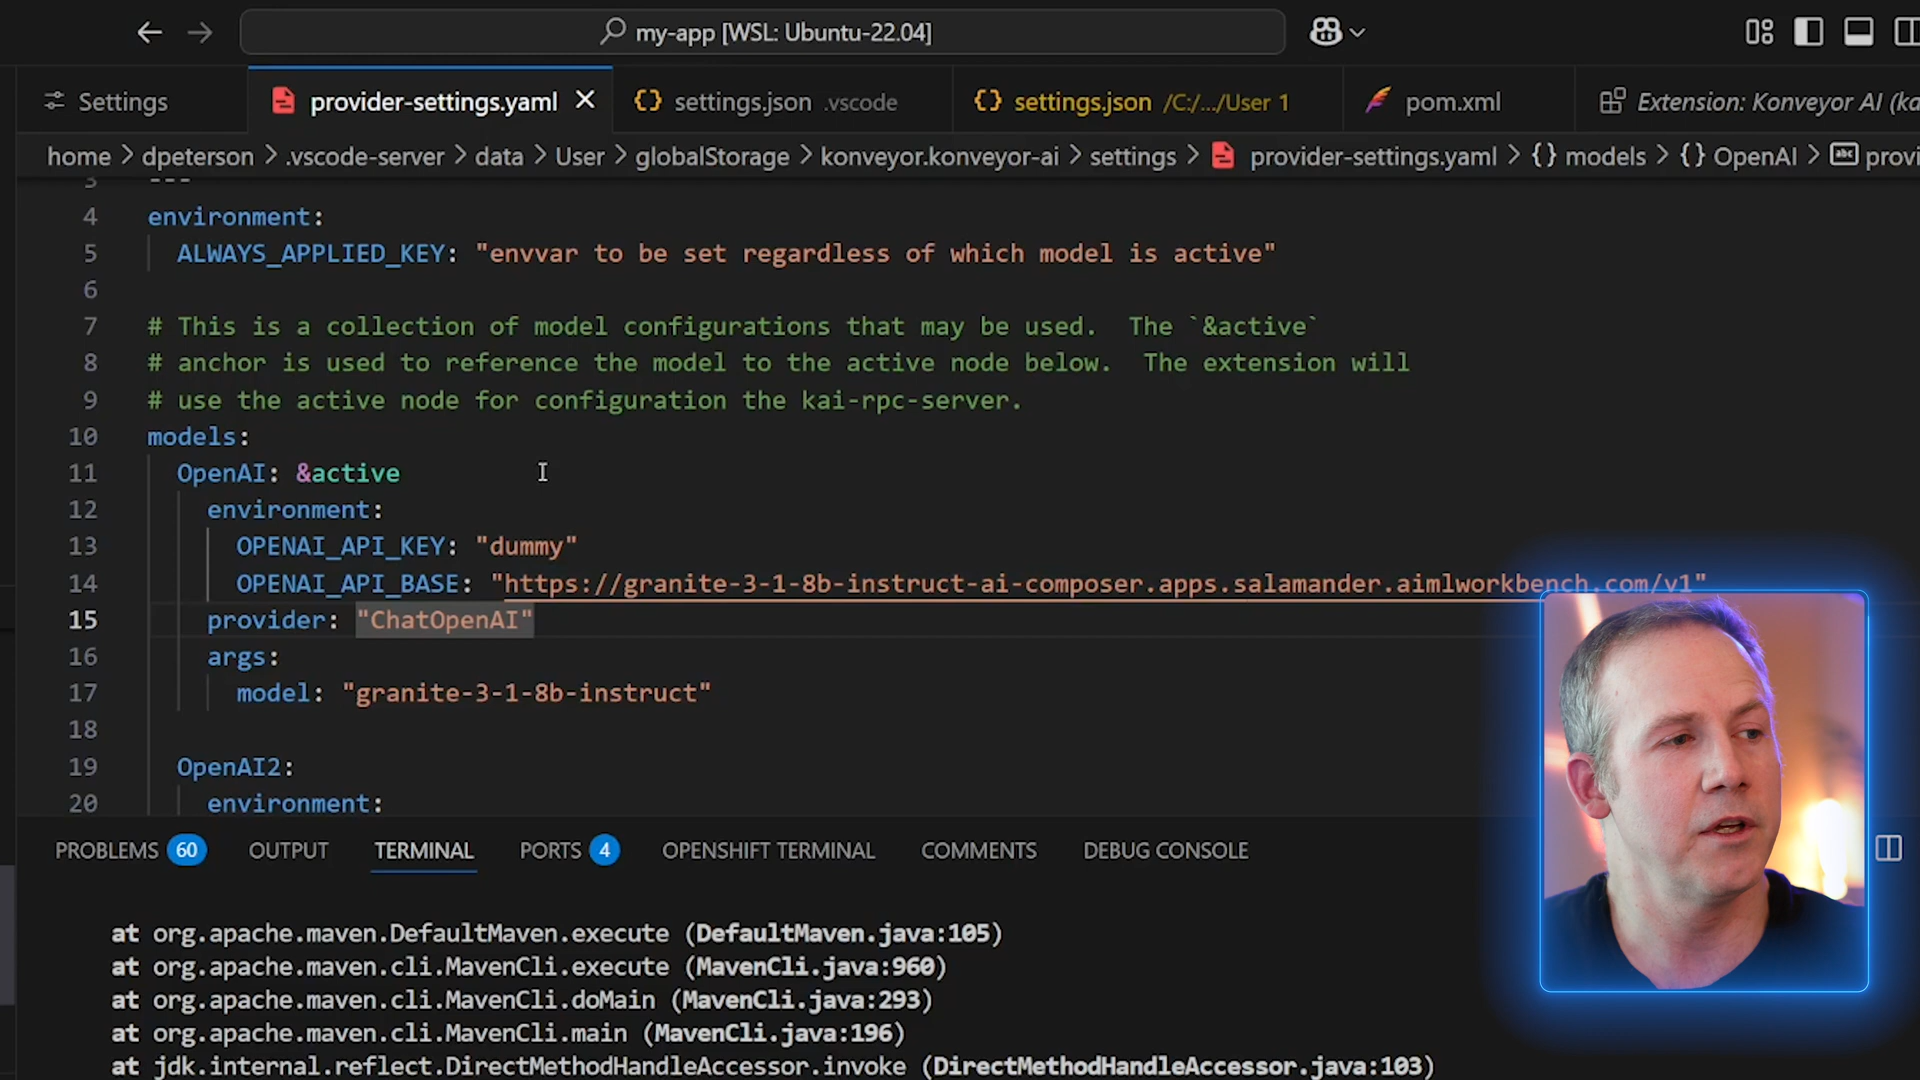 my-app [WSL: Ubuntu-22.04]
Settings
provider-settings.yaml
settings.json .vscode
settings.json /C:/.../User 1
pom.xml
Extension: Konveyor AI (ka
home > dpeterson > .vscode-server > data > User > globalStorage > konveyor.konveyor-ai > settings > provider-settings.yaml > {} models > {} OpenAI > abc provi
3 ---
4 environment:
5 ALWAYS_APPLIED_KEY: "envvar to be set regardless of which model is active"
6
7 # This is a collection of model configurations that may be used.  The `&active`
8 # anchor is used to reference the model to the active node below.  The extension will
9 # use the active node for configuration the kai-rpc-server.
10 models:
11 OpenAI: &active
12 environment:
13 OPENAI_API_KEY: "dummy"
14 OPENAI_API_BASE: "https://granite-3-1-8b-instruct-ai-composer.apps.salamander.aimlworkbench.com/v1"
15 provider: "ChatOpenAI"
16 args:
17 model: "granite-3-1-8b-instruct"
18
19 OpenAI2:
20 environment:
PROBLEMS 60 OUTPUT TERMINAL PORTS 4 OPENSHIFT TERMINAL COMMENTS DEBUG CONSOLE
at org.apache.maven.DefaultMaven.execute (DefaultMaven.java:105)
at org.apache.maven.cli.MavenCli.execute (MavenCli.java:960)
at org.apache.maven.cli.MavenCli.doMain (MavenCli.java:293)
at org.apache.maven.cli.MavenCli.main (MavenCli.java:196)
at jdk.internal.reflect.DirectMethodHandleAccessor.invoke (DirectMethodHandleAccessor.java:103)